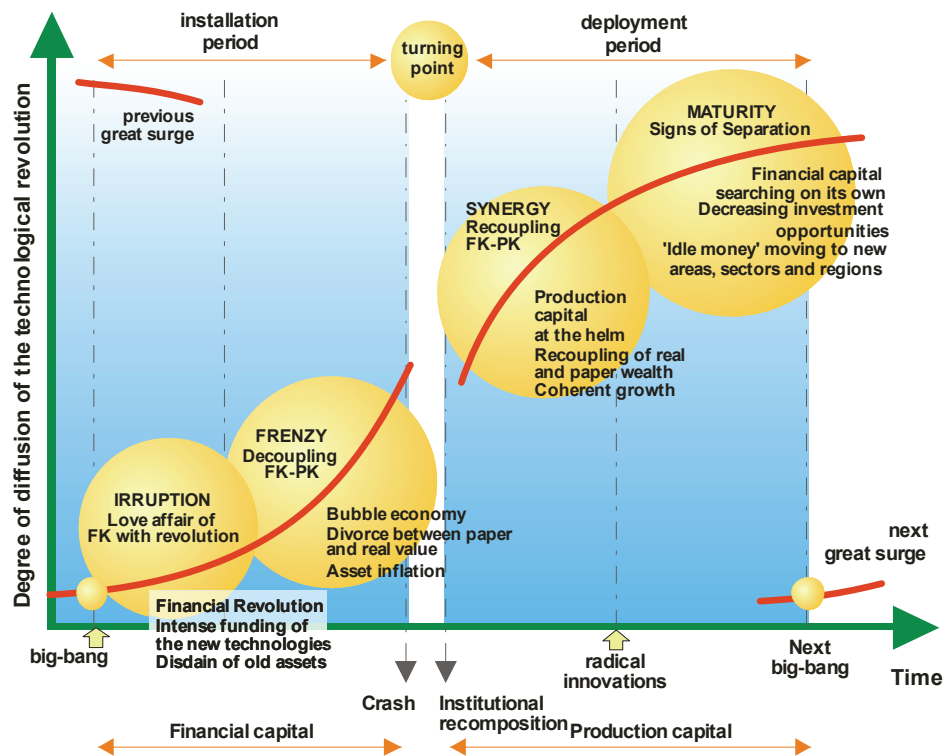 installation
period
turning
point
deployment
period
Degree of diffusion of the technological revolution
previous
great surge
MATURITY
Signs of Separation
Financial capital
searching on its own
Decreasing investment
opportunities
'Idle money' moving to new
areas, sectors and regions
SYNERGY
Recoupling
FK-PK
Production
capital
at the helm
Recoupling of real
and paper wealth
Coherent growth
FRENZY
Decoupling
FK-PK
Bubble economy
Divorce between paper
and real value
Asset inflation
IRRUPTION
Love affair of
FK with revolution
Financial Revolution
Intense funding of
the new technologies
Disdain of old assets
next
great surge
big-bang
radical
innovations
Next
big-bang
Time
Crash
Institutional
recomposition
Financial capital
Production capital